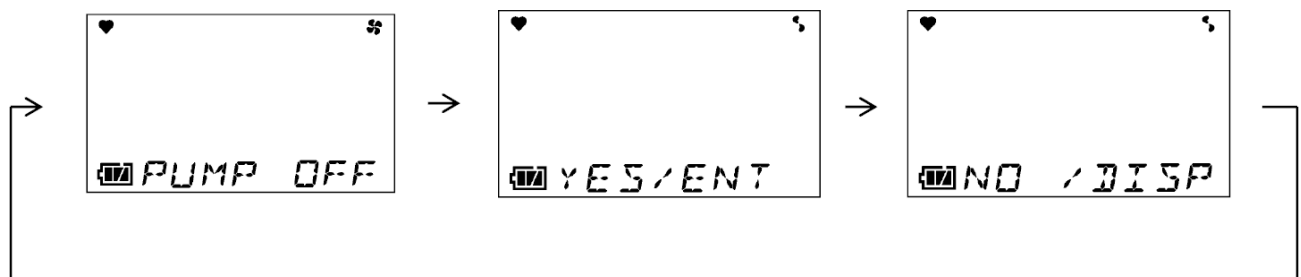 PUMP OFF
YES/ENT
NO /DISP